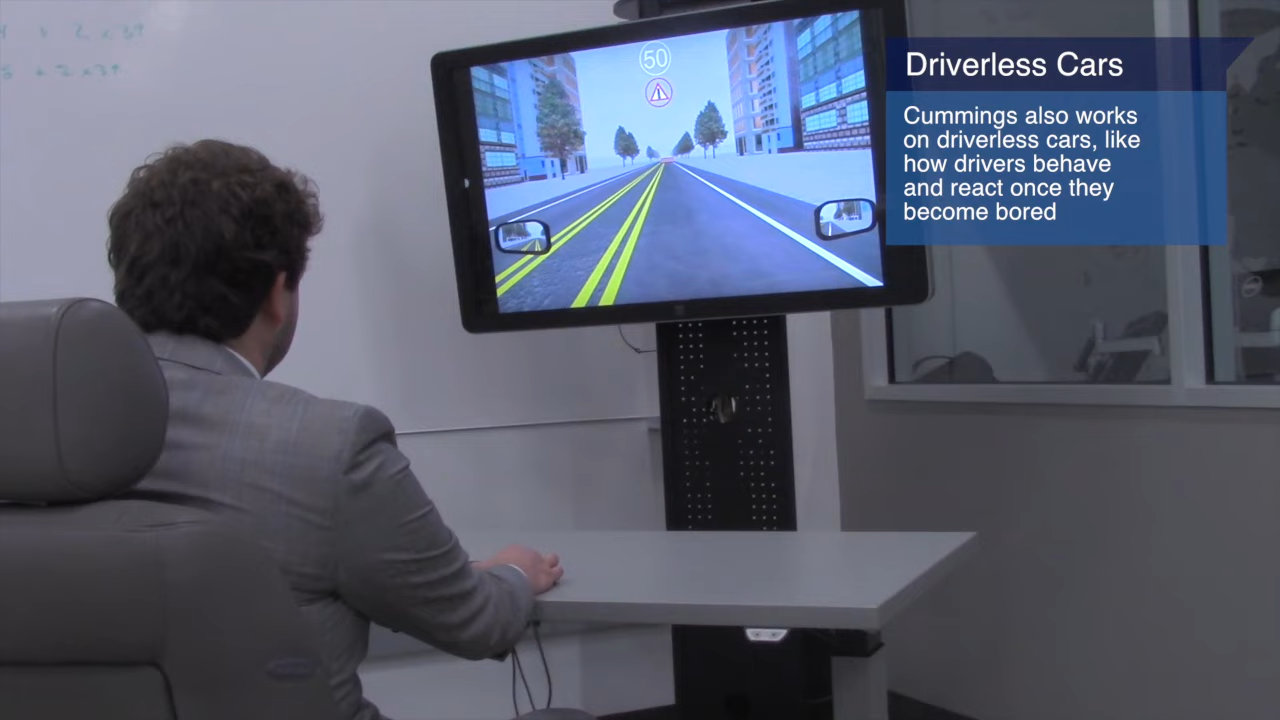 50
Driverless Cars
Cummings also works
on driverless cars, like
how drivers behave
and react once they
become bored